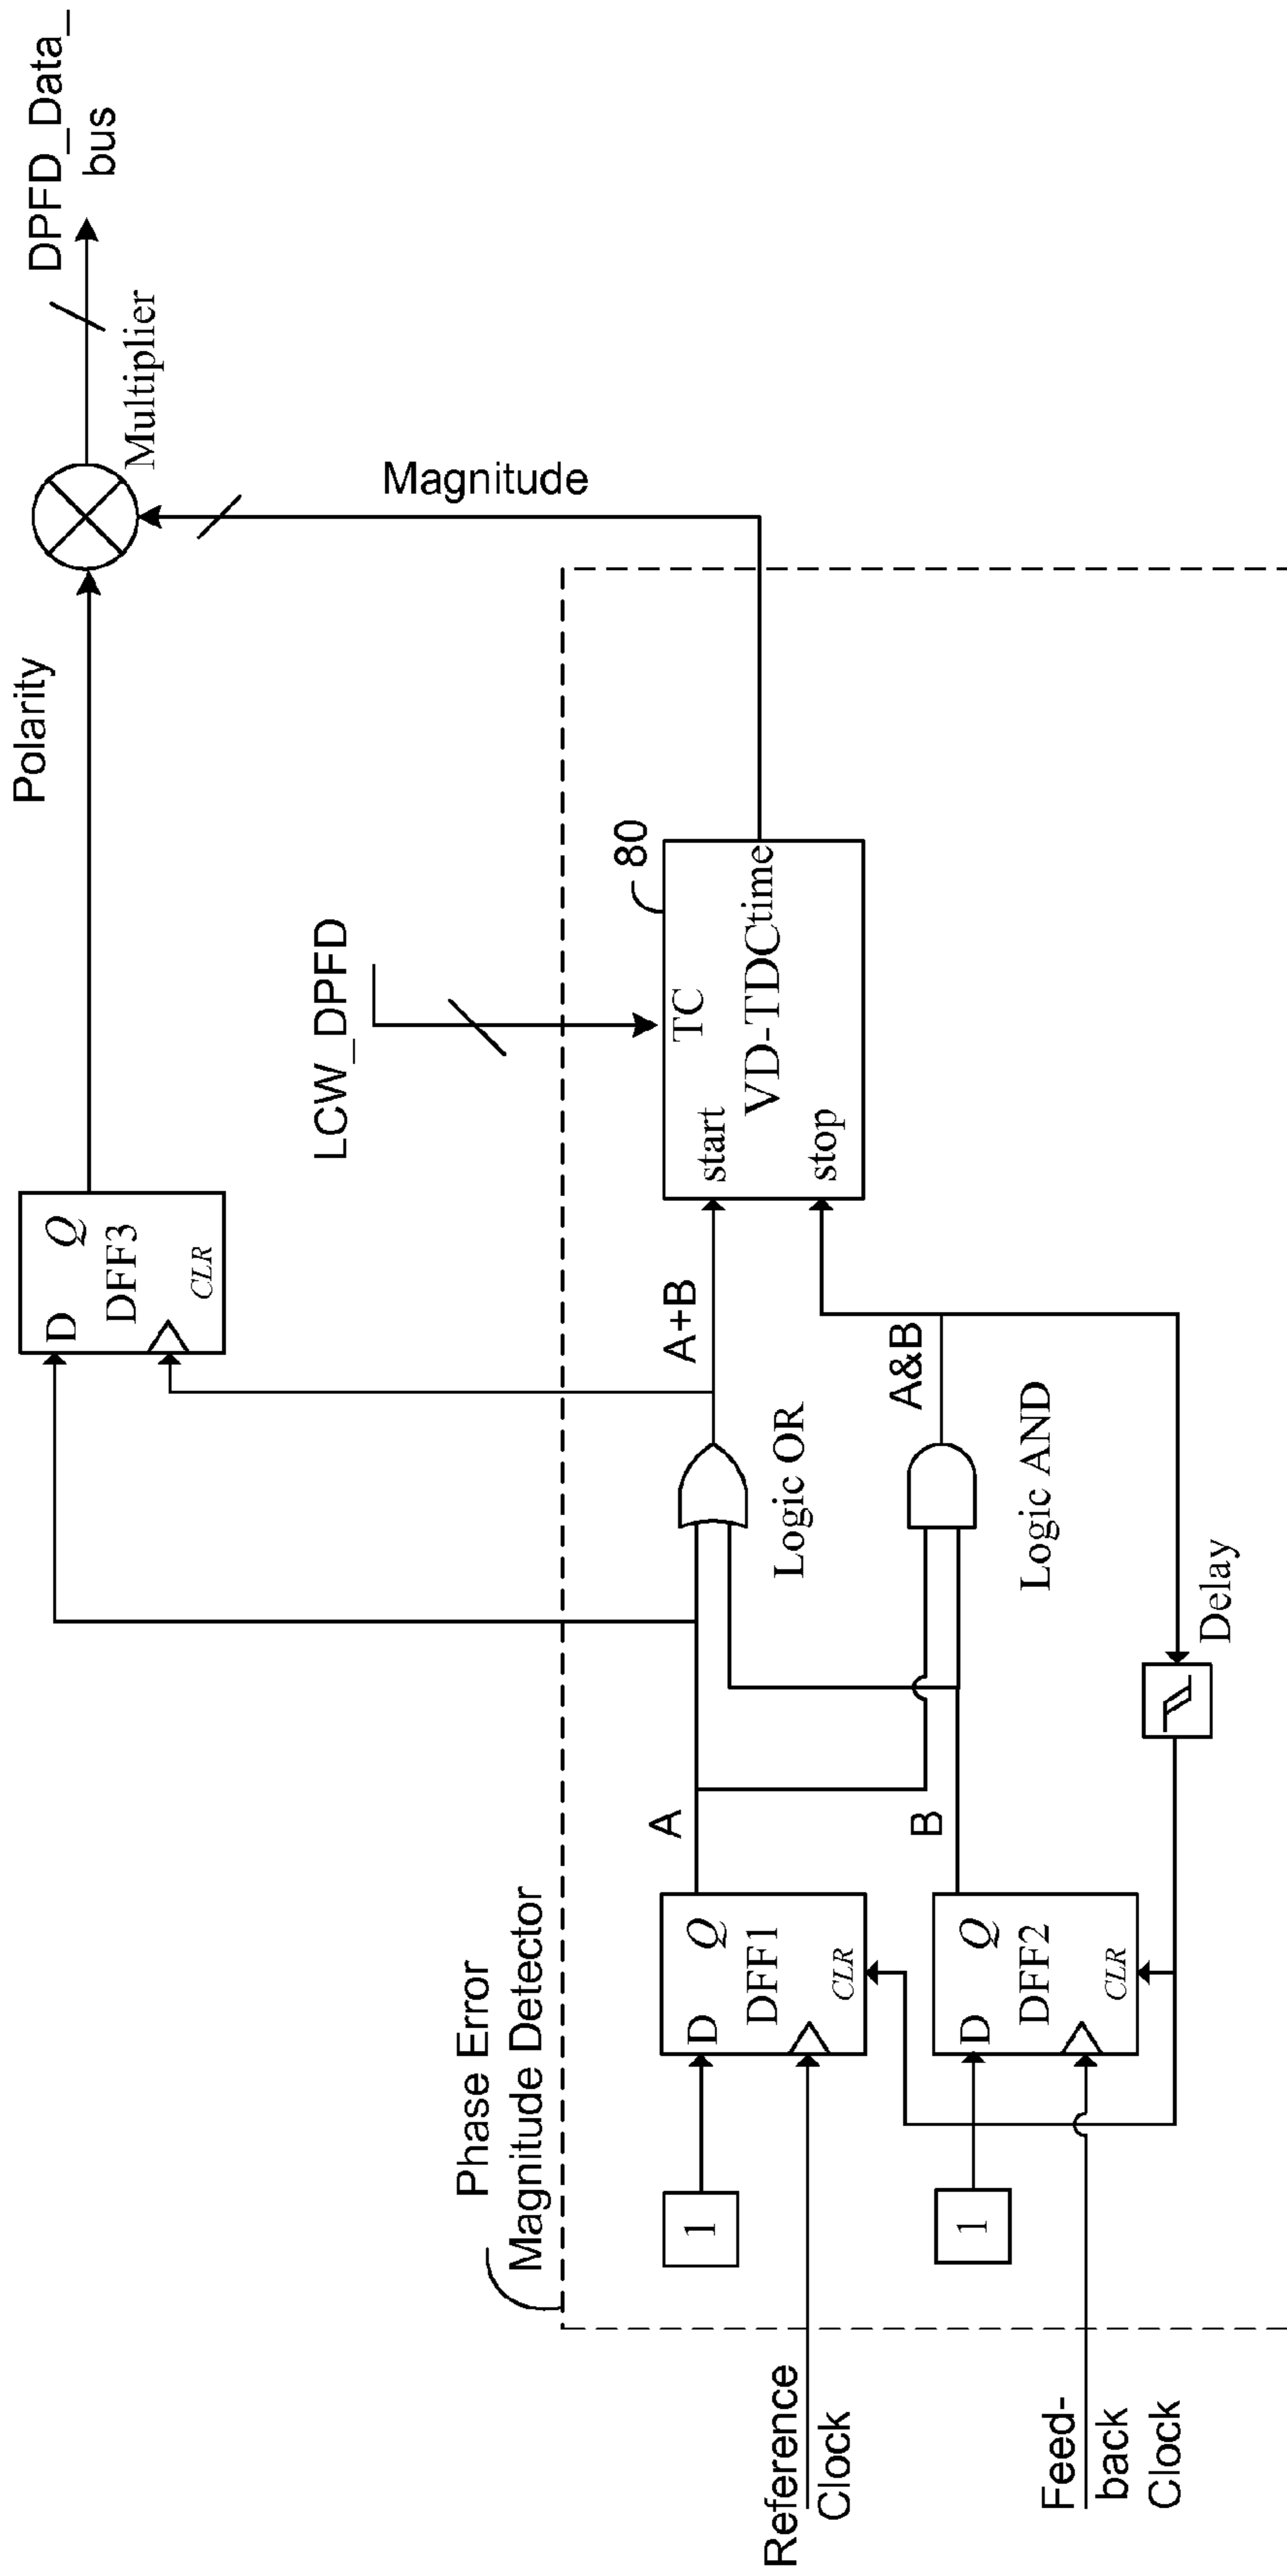 DPFD_Data_
bus
Polarity
Multiplier
D
Q
DFF3
CLR
Magnitude
LCW_DPFD
80
TC
start
VD-TDC
time
stop
A+B
A&B
Logic OR
Logic AND
Phase Error
Magnitude Detector
A
B
1
D
Q
DFF1
CLR
1
D
Q
DFF2
CLR
Delay
Reference
Clock
Feed-
back
Clock